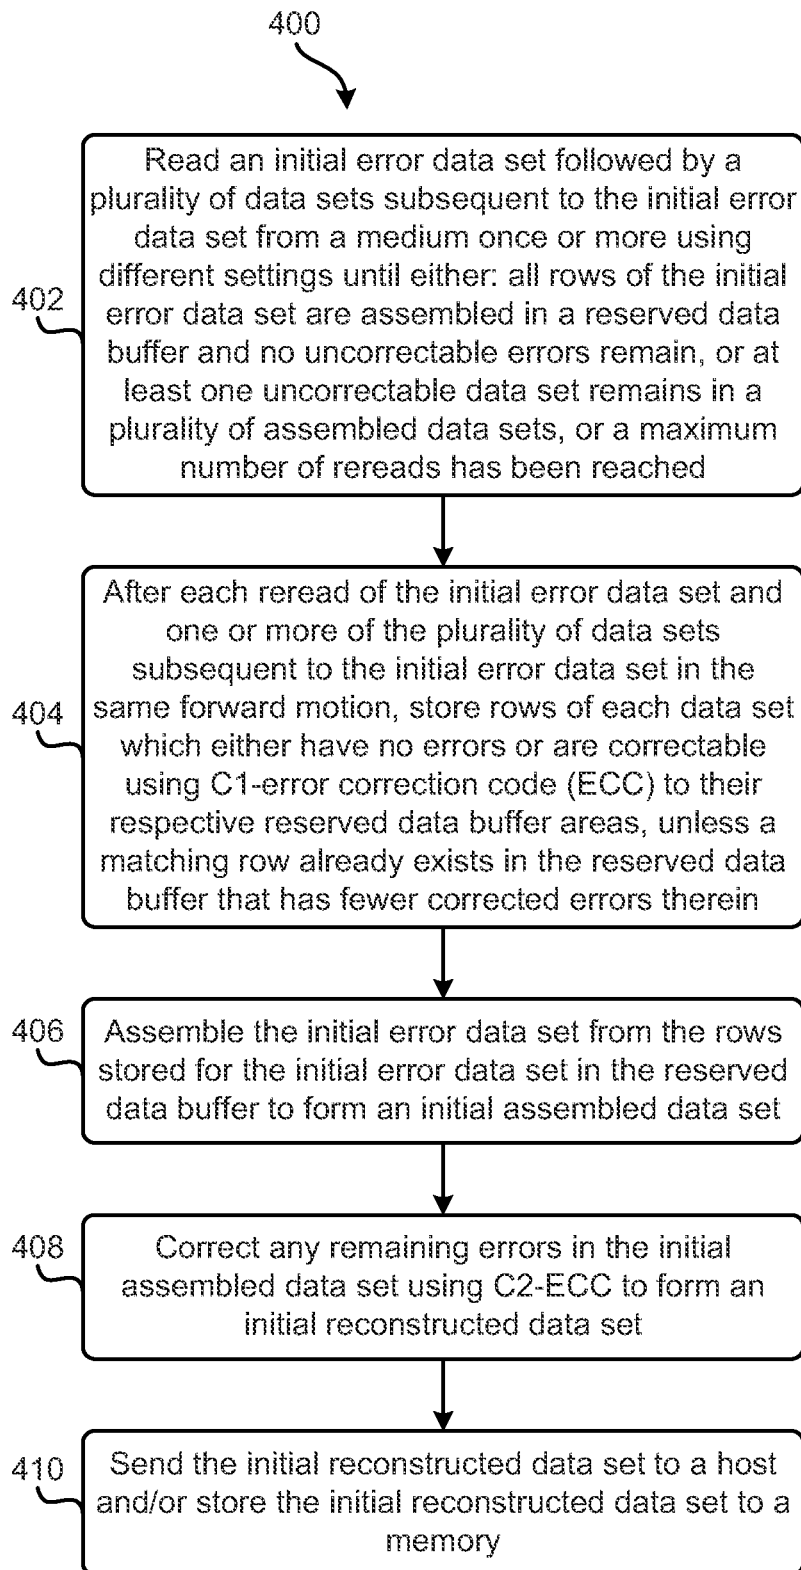 400
402
Read an initial error data set followed by a
plurality of data sets subsequent to the initial error
data set from a medium once or more using
different settings until either: all rows of the initial
error data set are assembled in a reserved data
buffer and no uncorrectable errors remain, or at
least one uncorrectable data set remains in a
plurality of assembled data sets, or a maximum
number of rereads has been reached
404
After each reread of the initial error data set and
one or more of the plurality of data sets
subsequent to the initial error data set in the
same forward motion, store rows of each data set
which either have no errors or are correctable
using C1-error correction code (ECC) to their
respective reserved data buffer areas, unless a
matching row already exists in the reserved data
buffer that has fewer corrected errors therein
406
Assemble the initial error data set from the rows
stored for the initial error data set in the reserved
data buffer to form an initial assembled data set
408
Correct any remaining errors in the initial
assembled data set using C2-ECC to form an
initial reconstructed data set
410
Send the initial reconstructed data set to a host
and/or store the initial reconstructed data set to a
memory